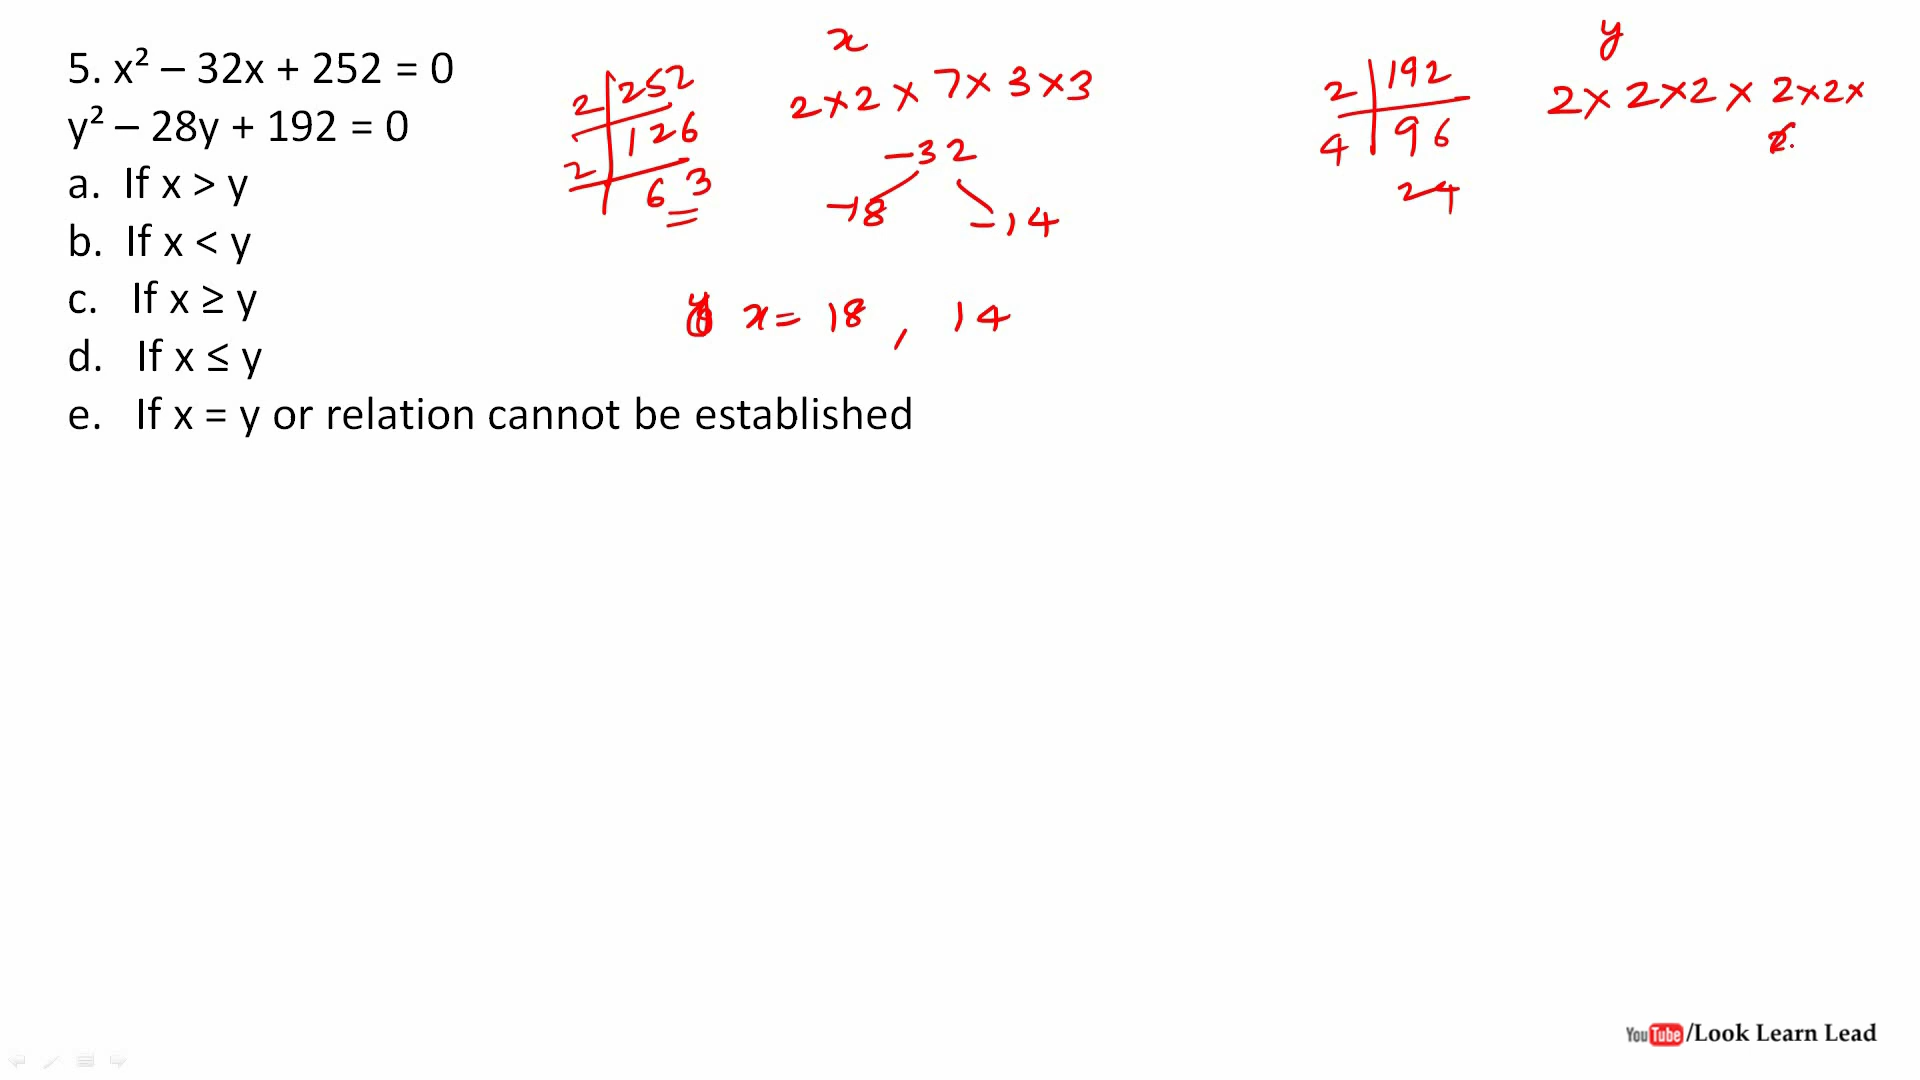 5. x² – 32x + 252 = 0
y² – 28y + 192 = 0
a. If x > y
b. If x < y
c. If x ≥ y
d. If x ≤ y
e. If x = y or relation cannot be established
2 252
2 126
63
x
2 × 2 × 7 × 3 × 3
-32
-18 -14
x = 18 , 14
2 192
4 96
24
y
2 × 2 × 2 × 2 × 2 ×
YouTube/Look Learn Lead